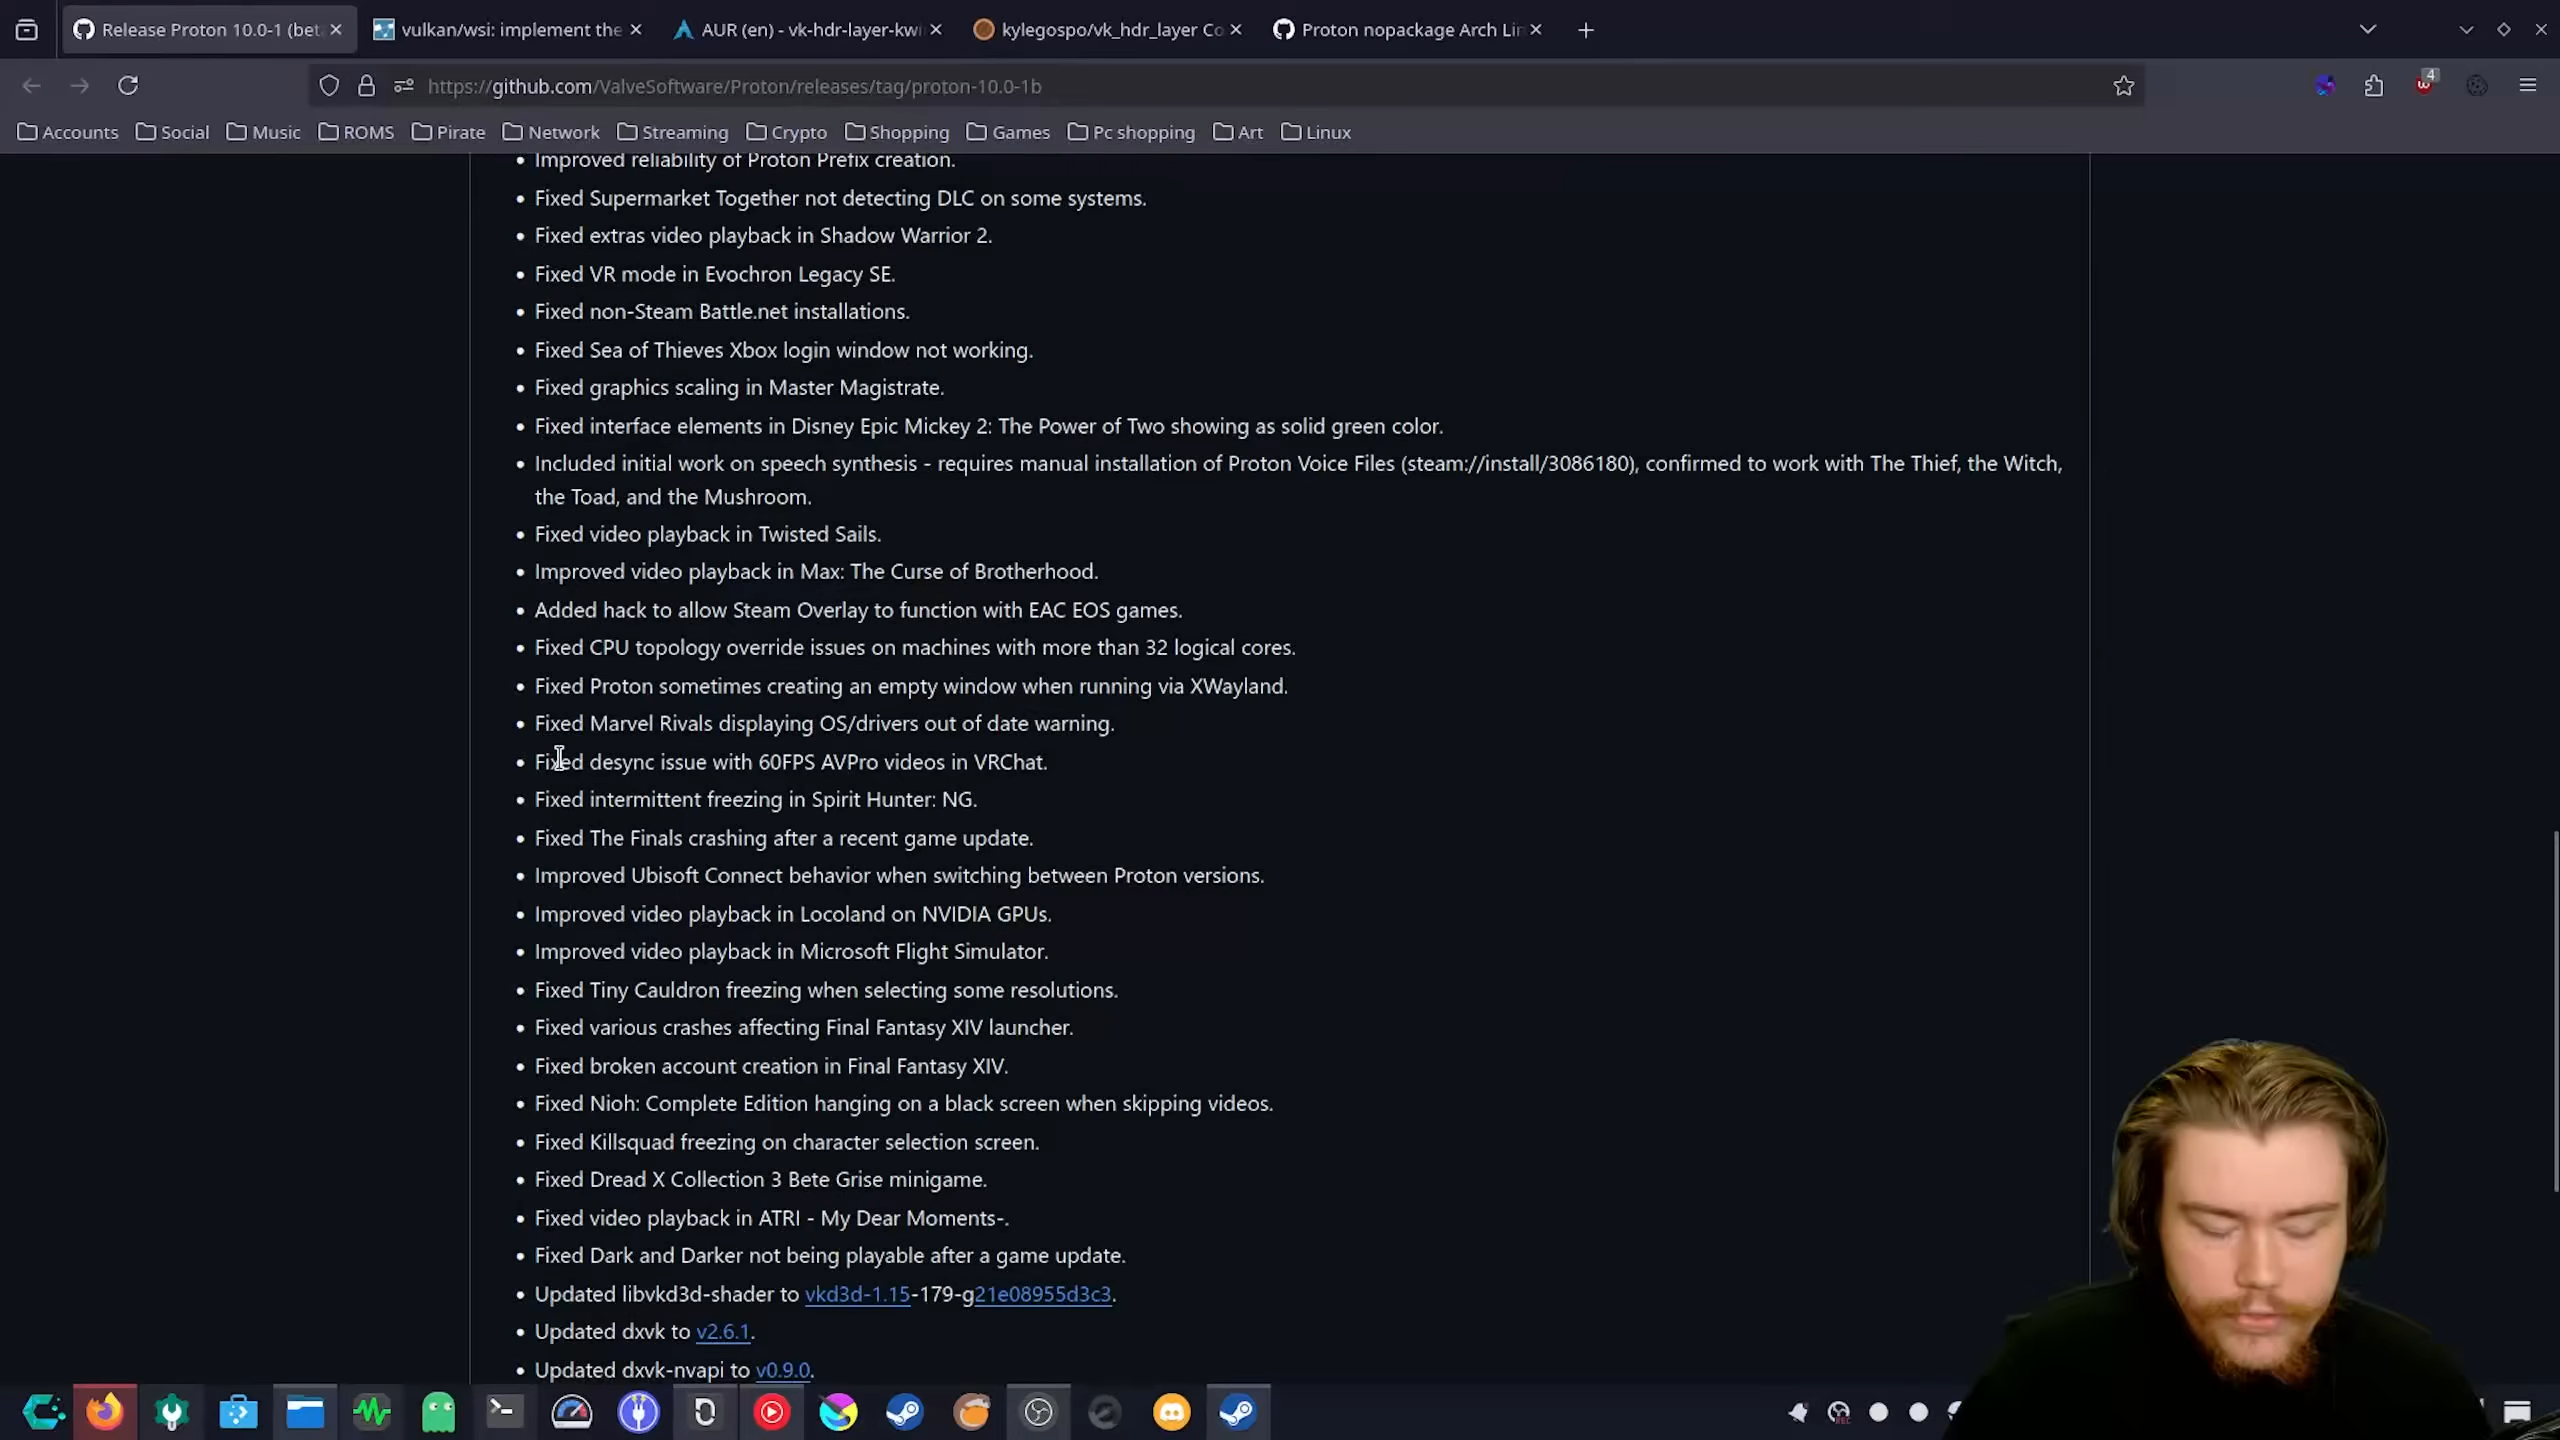 Release Proton 10.0-1 (bet
vulkan/wsi: implement the
AUR (en) - vk-hdr-layer-kwi
kylegospo/vk_hdr_layer Co
Proton nopackage Arch Lin
https://github.com/ValveSoftware/Proton/releases/tag/proton-10.0-1b
4
Accounts
Social
Music
ROMS
Pirate
Network
Streaming
Crypto
Shopping
Games
Pc shopping
Art
Linux
• Improved reliability of Proton Prefix creation.
• Fixed Supermarket Together not detecting DLC on some systems.
• Fixed extras video playback in Shadow Warrior 2.
• Fixed VR mode in Evochron Legacy SE.
• Fixed non-Steam Battle.net installations.
• Fixed Sea of Thieves Xbox login window not working.
• Fixed graphics scaling in Master Magistrate.
• Fixed interface elements in Disney Epic Mickey 2: The Power of Two showing as solid green color.
• Included initial work on speech synthesis - requires manual installation of Proton Voice Files (steam://install/3086180), confirmed to work with The Thief, the Witch,
the Toad, and the Mushroom.
• Fixed video playback in Twisted Sails.
• Improved video playback in Max: The Curse of Brotherhood.
• Added hack to allow Steam Overlay to function with EAC EOS games.
• Fixed CPU topology override issues on machines with more than 32 logical cores.
• Fixed Proton sometimes creating an empty window when running via XWayland.
• Fixed Marvel Rivals displaying OS/drivers out of date warning.
• Fixed desync issue with 60FPS AVPro videos in VRChat.
• Fixed intermittent freezing in Spirit Hunter: NG.
• Fixed The Finals crashing after a recent game update.
• Improved Ubisoft Connect behavior when switching between Proton versions.
• Improved video playback in Locoland on NVIDIA GPUs.
• Improved video playback in Microsoft Flight Simulator.
• Fixed Tiny Cauldron freezing when selecting some resolutions.
• Fixed various crashes affecting Final Fantasy XIV launcher.
• Fixed broken account creation in Final Fantasy XIV.
• Fixed Nioh: Complete Edition hanging on a black screen when skipping videos.
• Fixed Killsquad freezing on character selection screen.
• Fixed Dread X Collection 3 Bete Grise minigame.
• Fixed video playback in ATRI - My Dear Moments-.
• Fixed Dark and Darker not being playable after a game update.
• Updated libvkd3d-shader to vkd3d-1.15-179-g21e08955d3c3.
• Updated dxvk to v2.6.1.
• Updated dxvk-nvapi to v0.9.0.